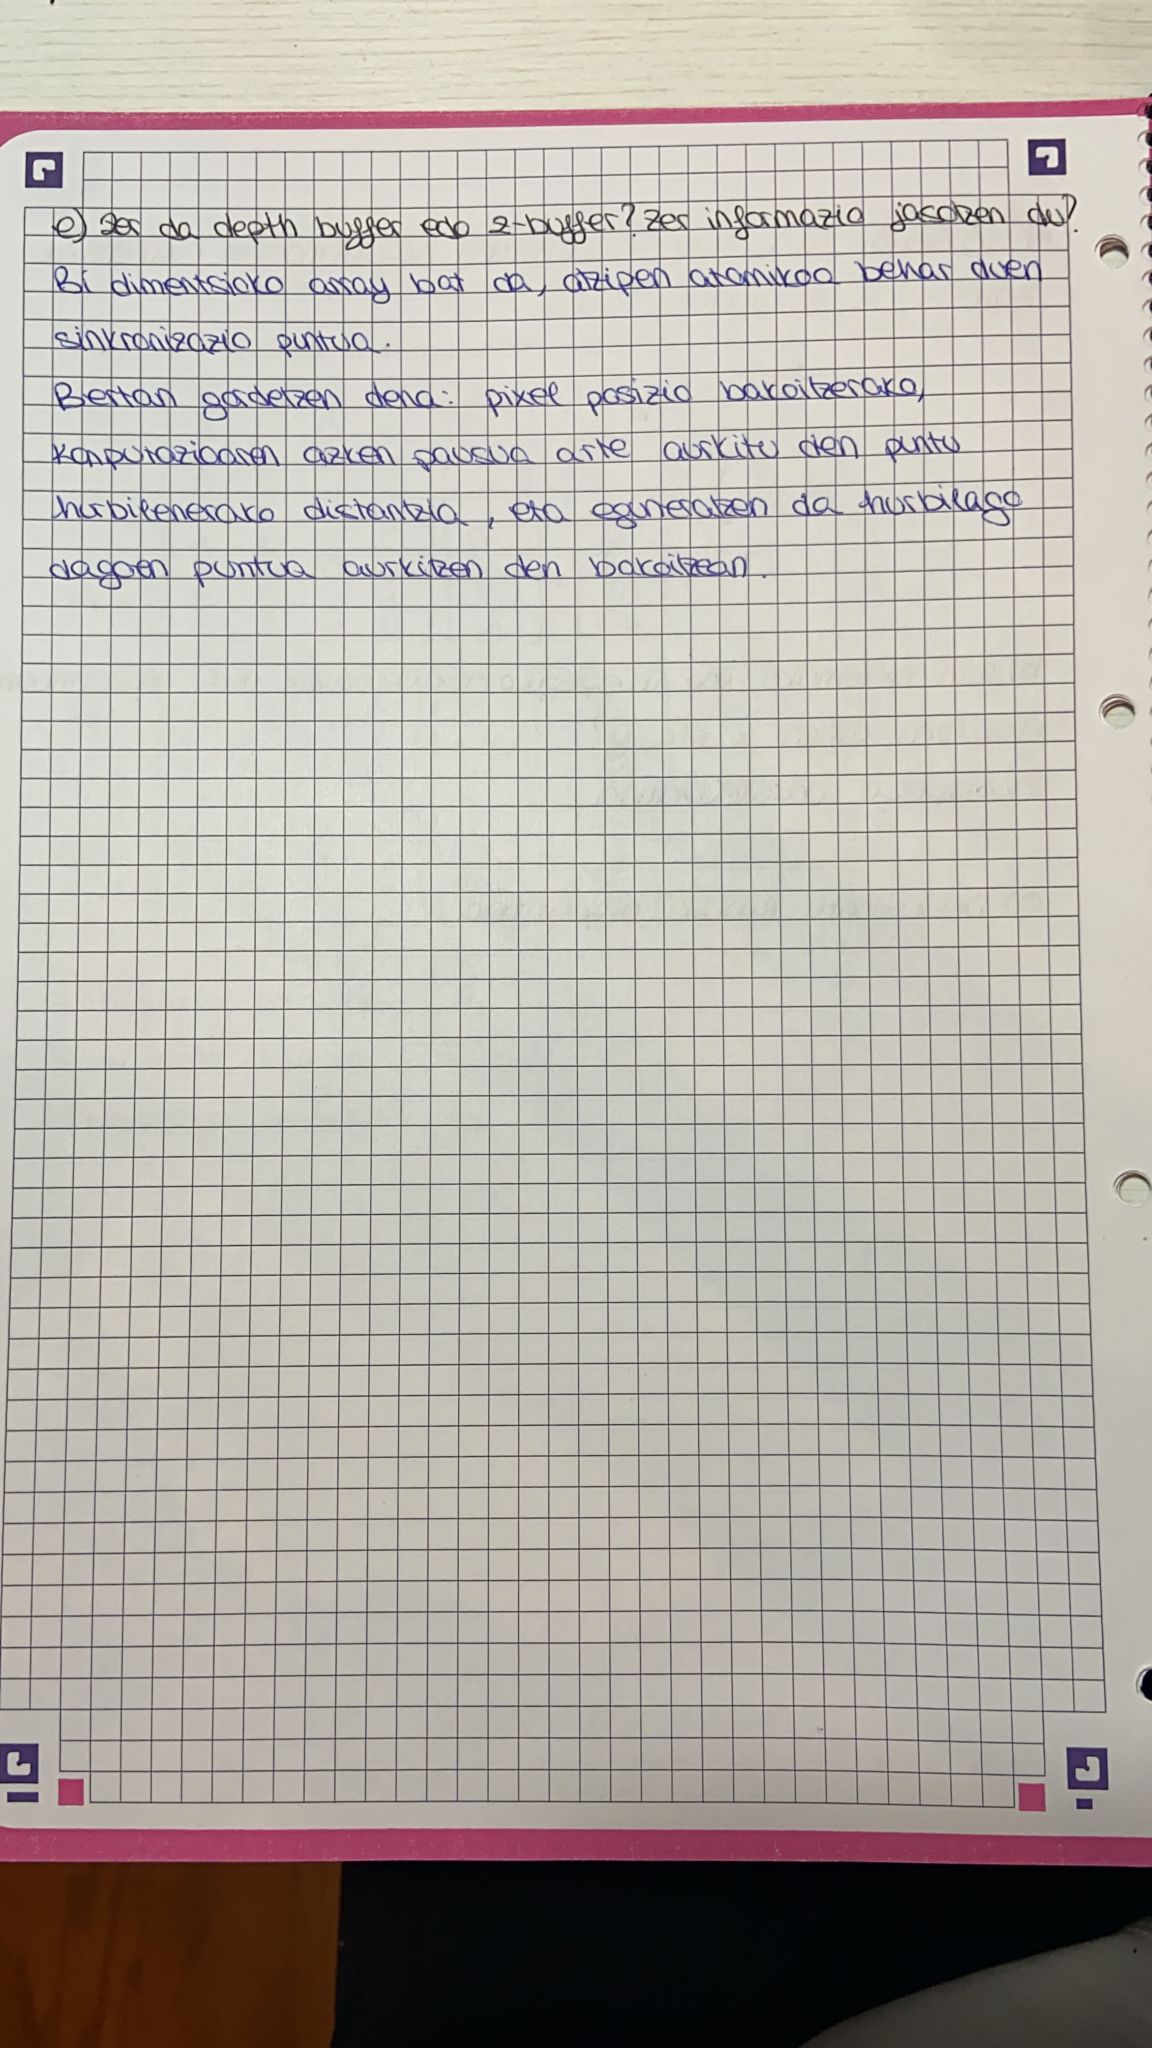 e) Zer da depth buffer edo z-buffer? Zer informazio jasotzen du?
Bi dimentsioko array bat da, atzipen atomikoa behar duen
sinkronizazio puntua.
Bertan gordetzen dena: pixel posizio bakoitzerako,
konputazioaren azken pausua arte aurkitu den puntu
hurbilenerako distantzia, eta eguneratzen da hurbilago
dagoen puntua aurkitzen den bakoitzean.